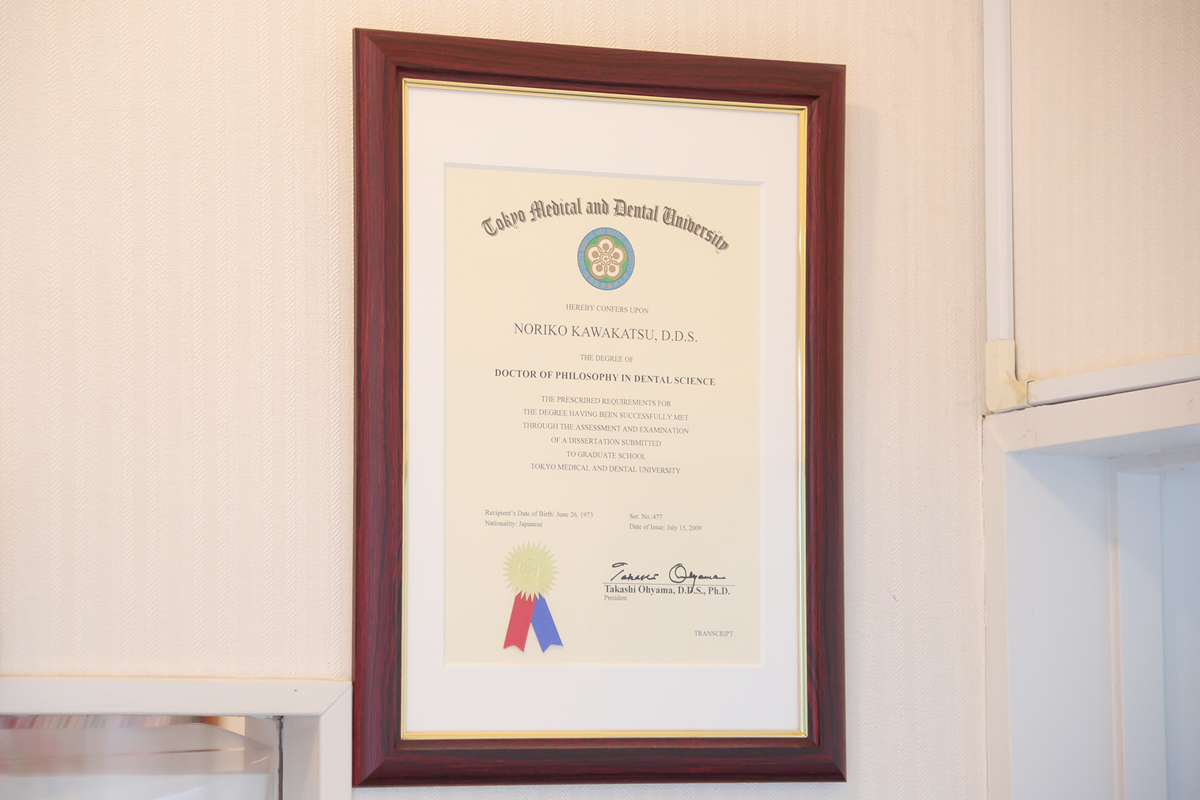 Tokyo Medical and Dental University
HEREBY CONFERS UPON
NORIKO KAWAKATSU, D.D.S.
THE DEGREE OF
DOCTOR OF PHILOSOPHY IN DENTAL SCIENCE
THE PRESCRIBED REQUIREMENTS FOR
THE DEGREE HAVING BEEN SUCCESSFULLY MET
THROUGH THE ASSESSMENT AND EXAMINATION
OF A DISSERTATION SUBMITTED
TO GRADUATE SCHOOL
TOKYO MEDICAL AND DENTAL UNIVERSITY
Recipient's Date of Birth: June 26, 1973
Nationality: Japanese
Ser. No.:477
Date of Issue: July 15, 2009
Takashi Ohyama
Takashi Ohyama, D.D.S., Ph.D.
President
TRANSCRIPT